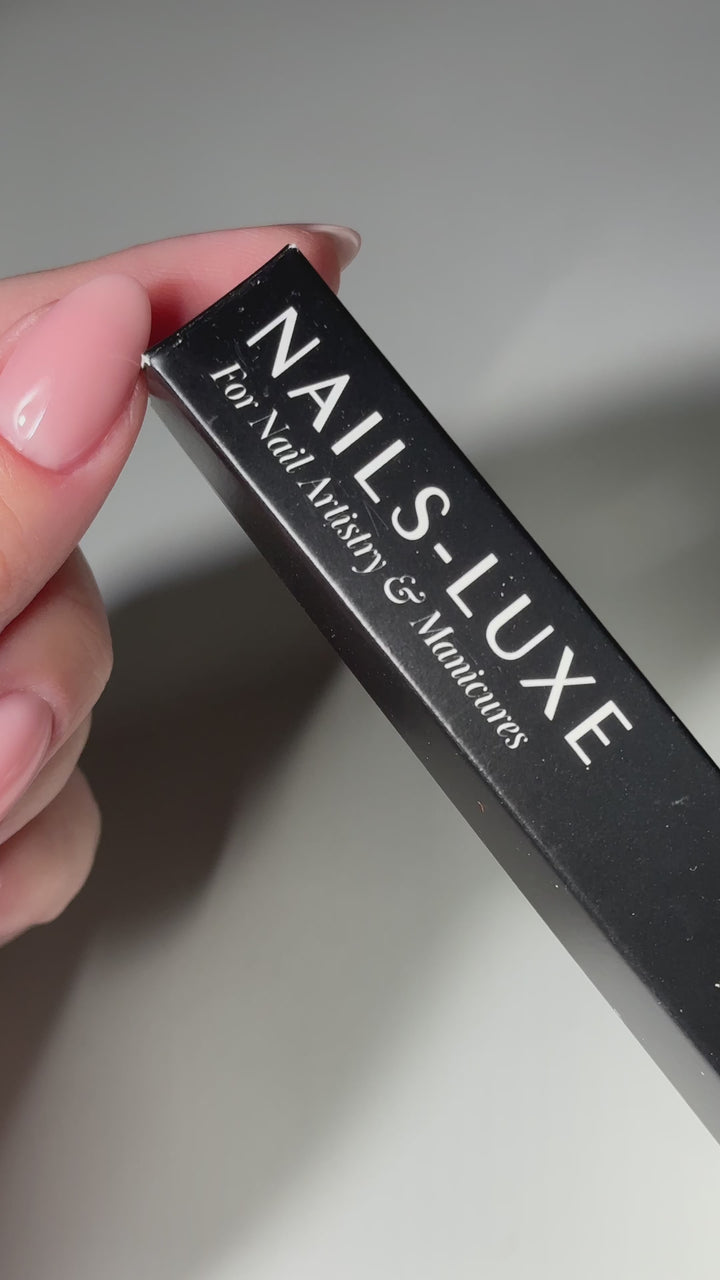 NAILS-LUXE
For Nail Artistry & Manicures